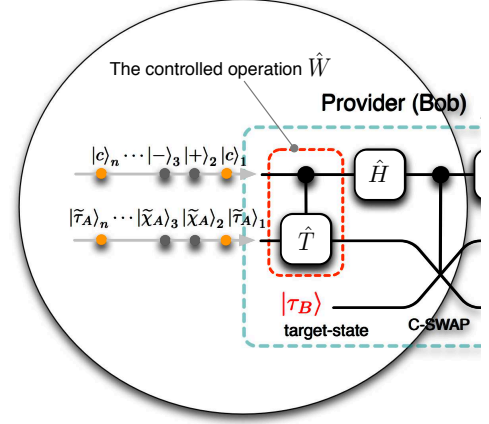 The controlled operation Ŵ
Provider (Bob)
|c⟩ₙ ··· |−⟩₃ |+⟩₂ |c⟩₁
Ĥ
|τ̃_A⟩ₙ ··· |χ̃_A⟩₃ |χ̃_A⟩₂ |τ̃_A⟩₁
T̂
|τ_B⟩
target-state
C-SWAP